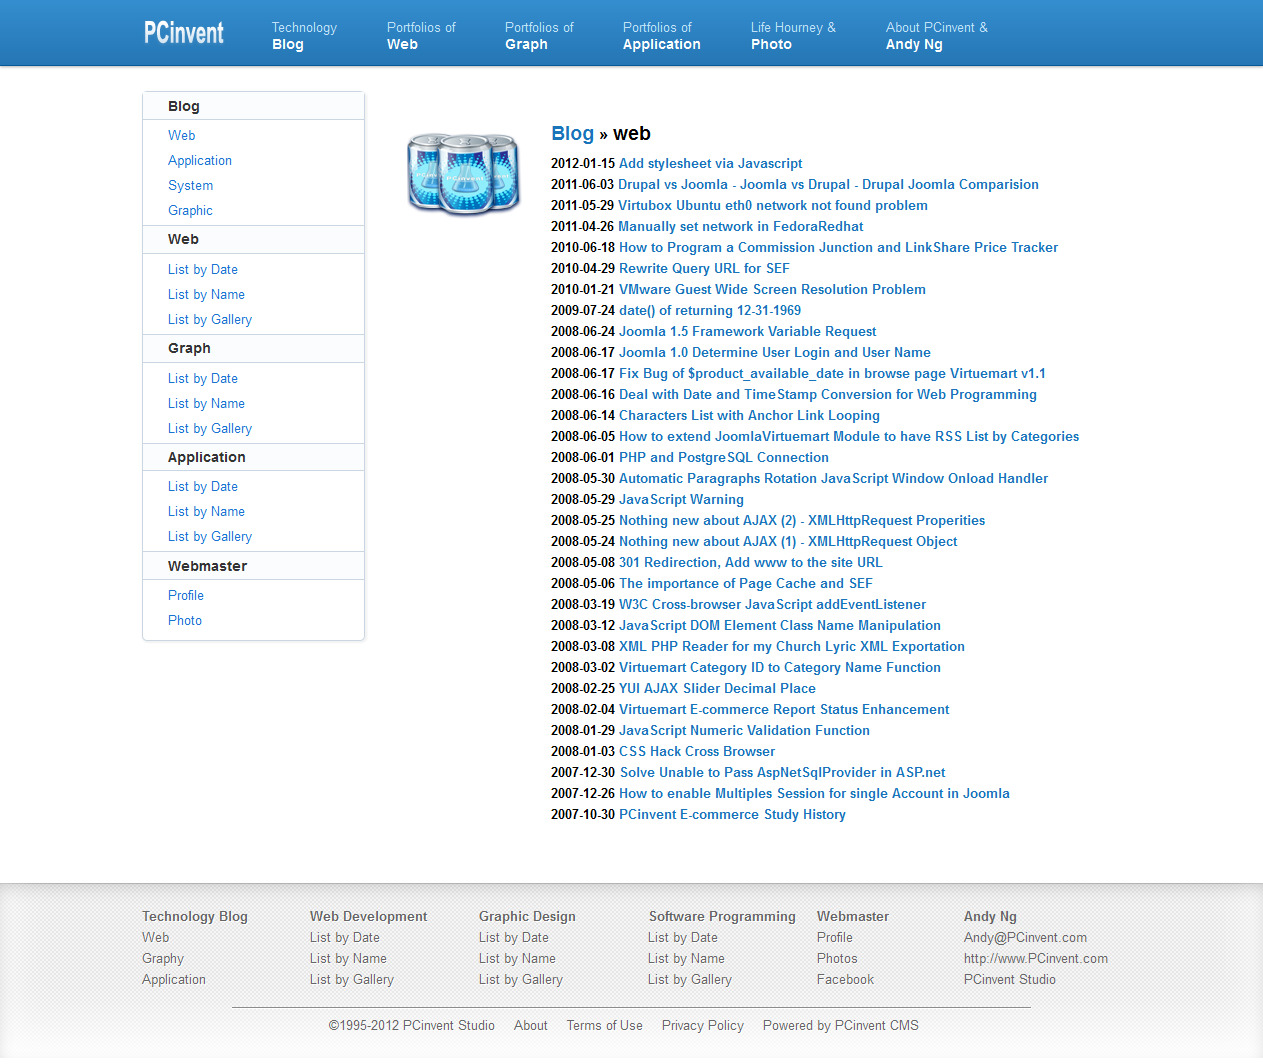 PCinvent
Technology
Blog
Portfolios of
Web
Portfolios of
Graph
Portfolios of
Application
Life Hourney &
Photo
About PCinvent &
Andy Ng
Blog
Web
Application
System
Graphic
Web
List by Date
List by Name
List by Gallery
Graph
List by Date
List by Name
List by Gallery
Application
List by Date
List by Name
List by Gallery
Webmaster
Profile
Photo
PCinvent
Blog » web
2012-01-15 Add stylesheet via Javascript
2011-06-03 Drupal vs Joomla - Joomla vs Drupal - Drupal Joomla Comparision
2011-05-29 Virtubox Ubuntu eth0 network not found problem
2011-04-26 Manually set network in FedoraRedhat
2010-06-18 How to Program a Commission Junction and LinkShare Price Tracker
2010-04-29 Rewrite Query URL for SEF
2010-01-21 VMware Guest Wide Screen Resolution Problem
2009-07-24 date() of returning 12-31-1969
2008-06-24 Joomla 1.5 Framework Variable Request
2008-06-17 Joomla 1.0 Determine User Login and User Name
2008-06-17 Fix Bug of $product_available_date in browse page Virtuemart v1.1
2008-06-16 Deal with Date and TimeStamp Conversion for Web Programming
2008-06-14 Characters List with Anchor Link Looping
2008-06-05 How to extend JoomlaVirtuemart Module to have RSS List by Categories
2008-06-01 PHP and PostgreSQL Connection
2008-05-30 Automatic Paragraphs Rotation JavaScript Window Onload Handler
2008-05-29 JavaScript Warning
2008-05-25 Nothing new about AJAX (2) - XMLHttpRequest Properities
2008-05-24 Nothing new about AJAX (1) - XMLHttpRequest Object
2008-05-08 301 Redirection, Add www to the site URL
2008-05-06 The importance of Page Cache and SEF
2008-03-19 W3C Cross-browser JavaScript addEventListener
2008-03-12 JavaScript DOM Element Class Name Manipulation
2008-03-08 XML PHP Reader for my Church Lyric XML Exportation
2008-03-02 Virtuemart Category ID to Category Name Function
2008-02-25 YUI AJAX Slider Decimal Place
2008-02-04 Virtuemart E-commerce Report Status Enhancement
2008-01-29 JavaScript Numeric Validation Function
2008-01-03 CSS Hack Cross Browser
2007-12-30 Solve Unable to Pass AspNetSqlProvider in ASP.net
2007-12-26 How to enable Multiples Session for single Account in Joomla
2007-10-30 PCinvent E-commerce Study History
Technology Blog
Web
Graphy
Application
Web Development
List by Date
List by Name
List by Gallery
Graphic Design
List by Date
List by Name
List by Gallery
Software Programming
List by Date
List by Name
List by Gallery
Webmaster
Profile
Photos
Facebook
Andy Ng
Andy@PCinvent.com
http://www.PCinvent.com
PCinvent Studio
©1995-2012 PCinvent Studio About Terms of Use Privacy Policy Powered by PCinvent CMS